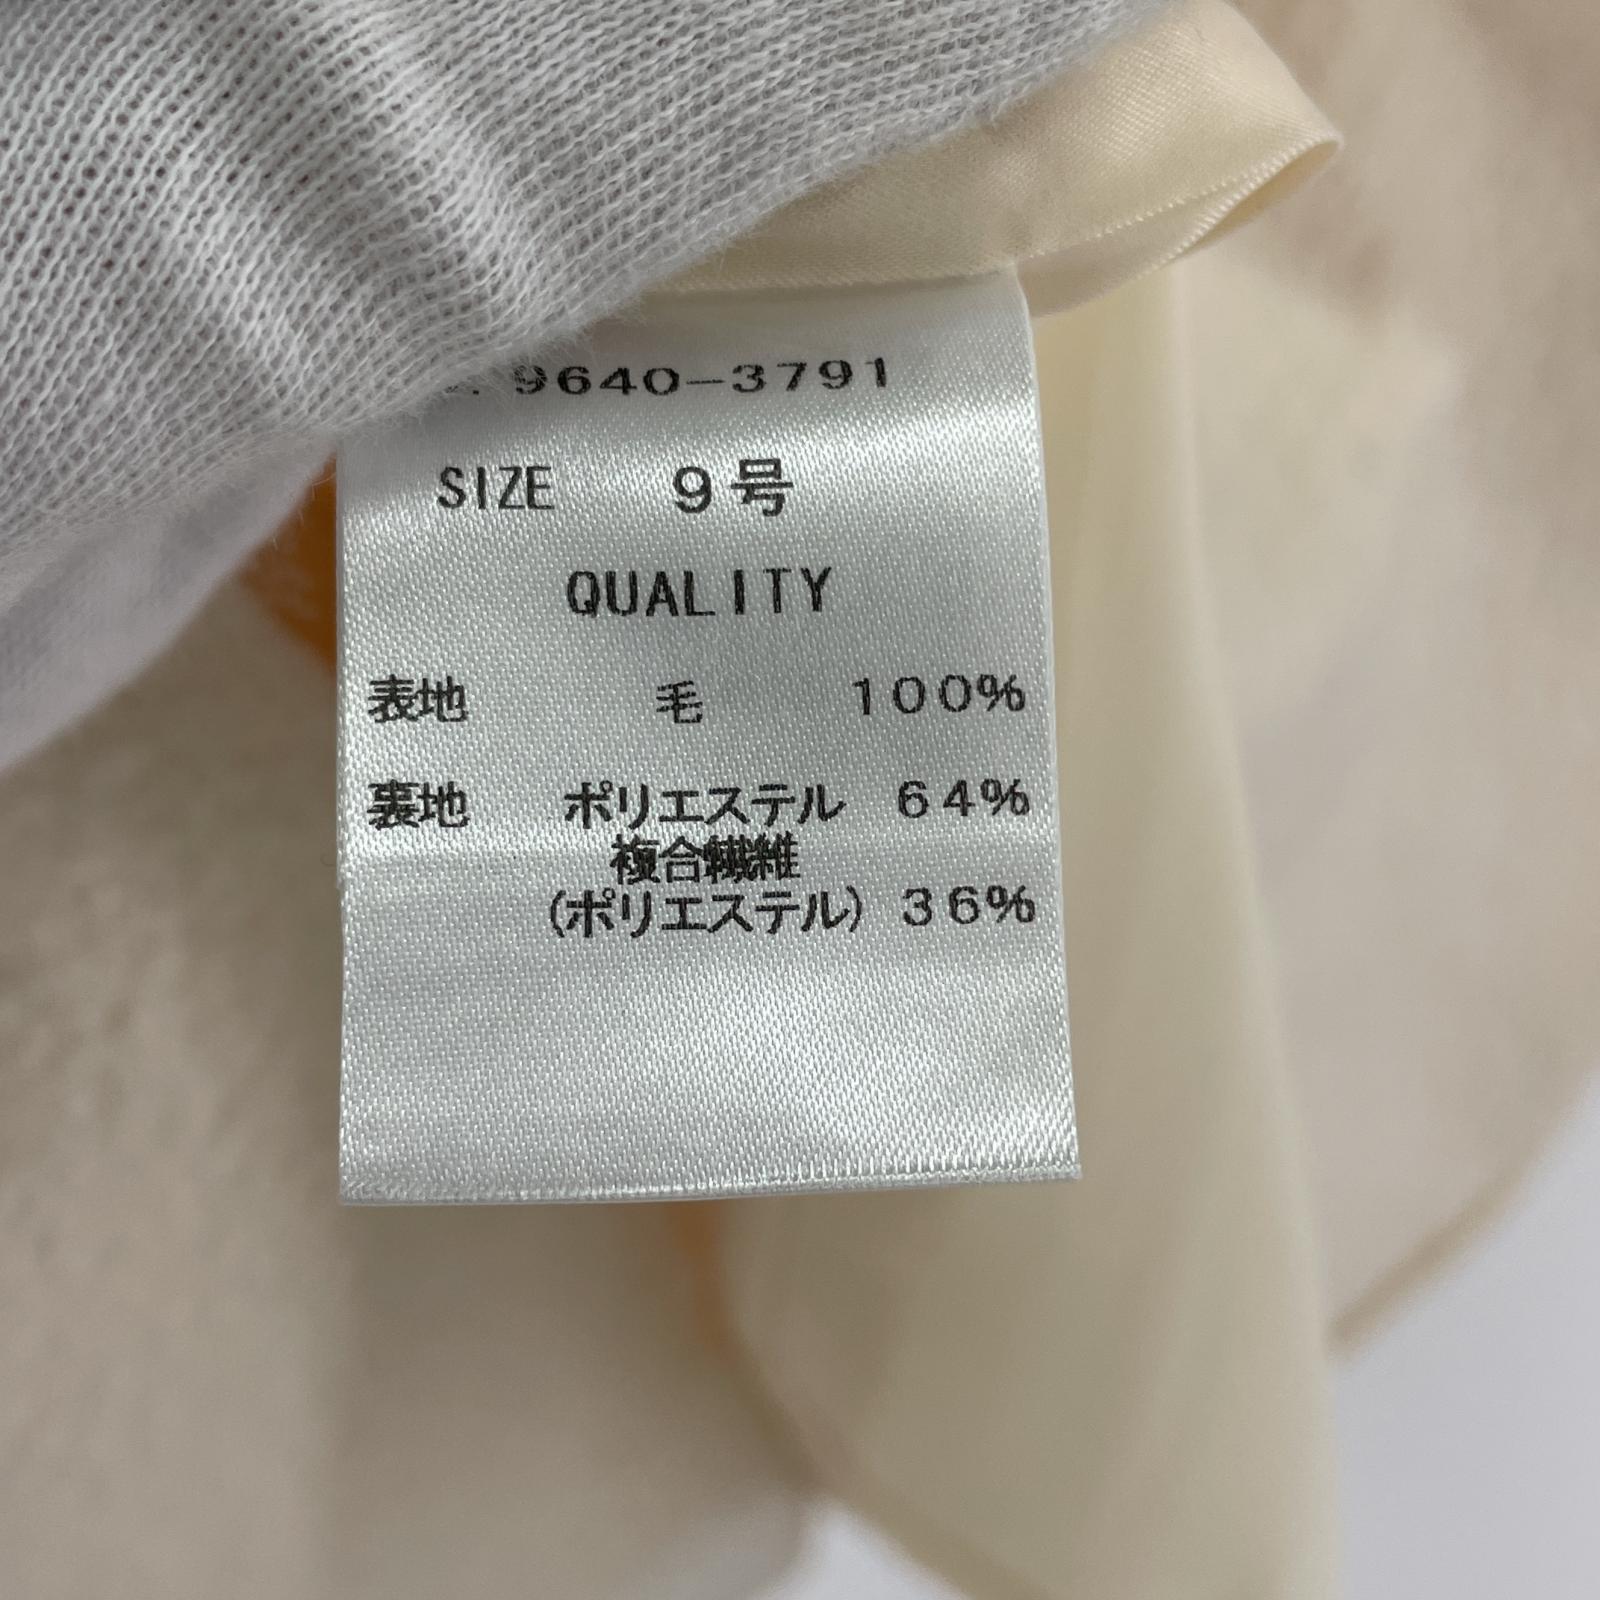 9640-3791
SIZE 9号
QUALITY
表地 毛 100%
裏地 ポリエステル 64%
複合繊維
(ポリエステル) 36%